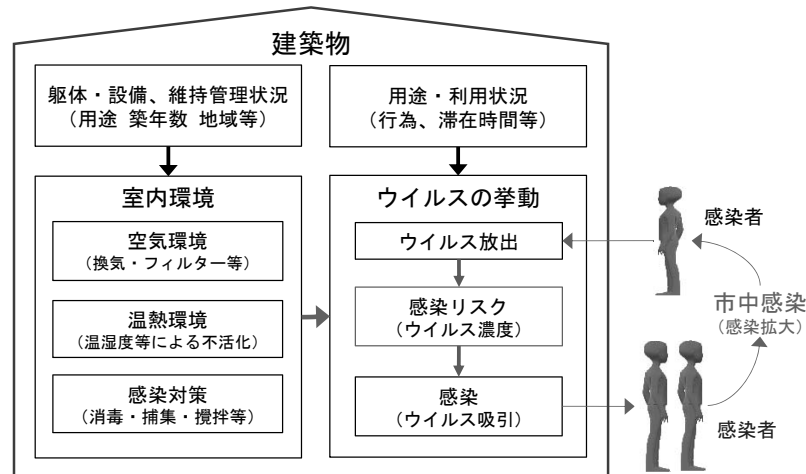 建築物
躯体・設備、維持管理状況
(用途 築年数 地域等)
用途・利用状況
(行為、滞在時間等)
室内環境
空気環境
(換気・フィルター等)
温熱環境
(温湿度等による不活化)
感染対策
(消毒・捕集・攪拌等)
ウイルスの挙動
ウイルス放出
感染リスク
(ウイルス濃度)
感染
(ウイルス吸引)
感染者
市中感染
(感染拡大)
感染者